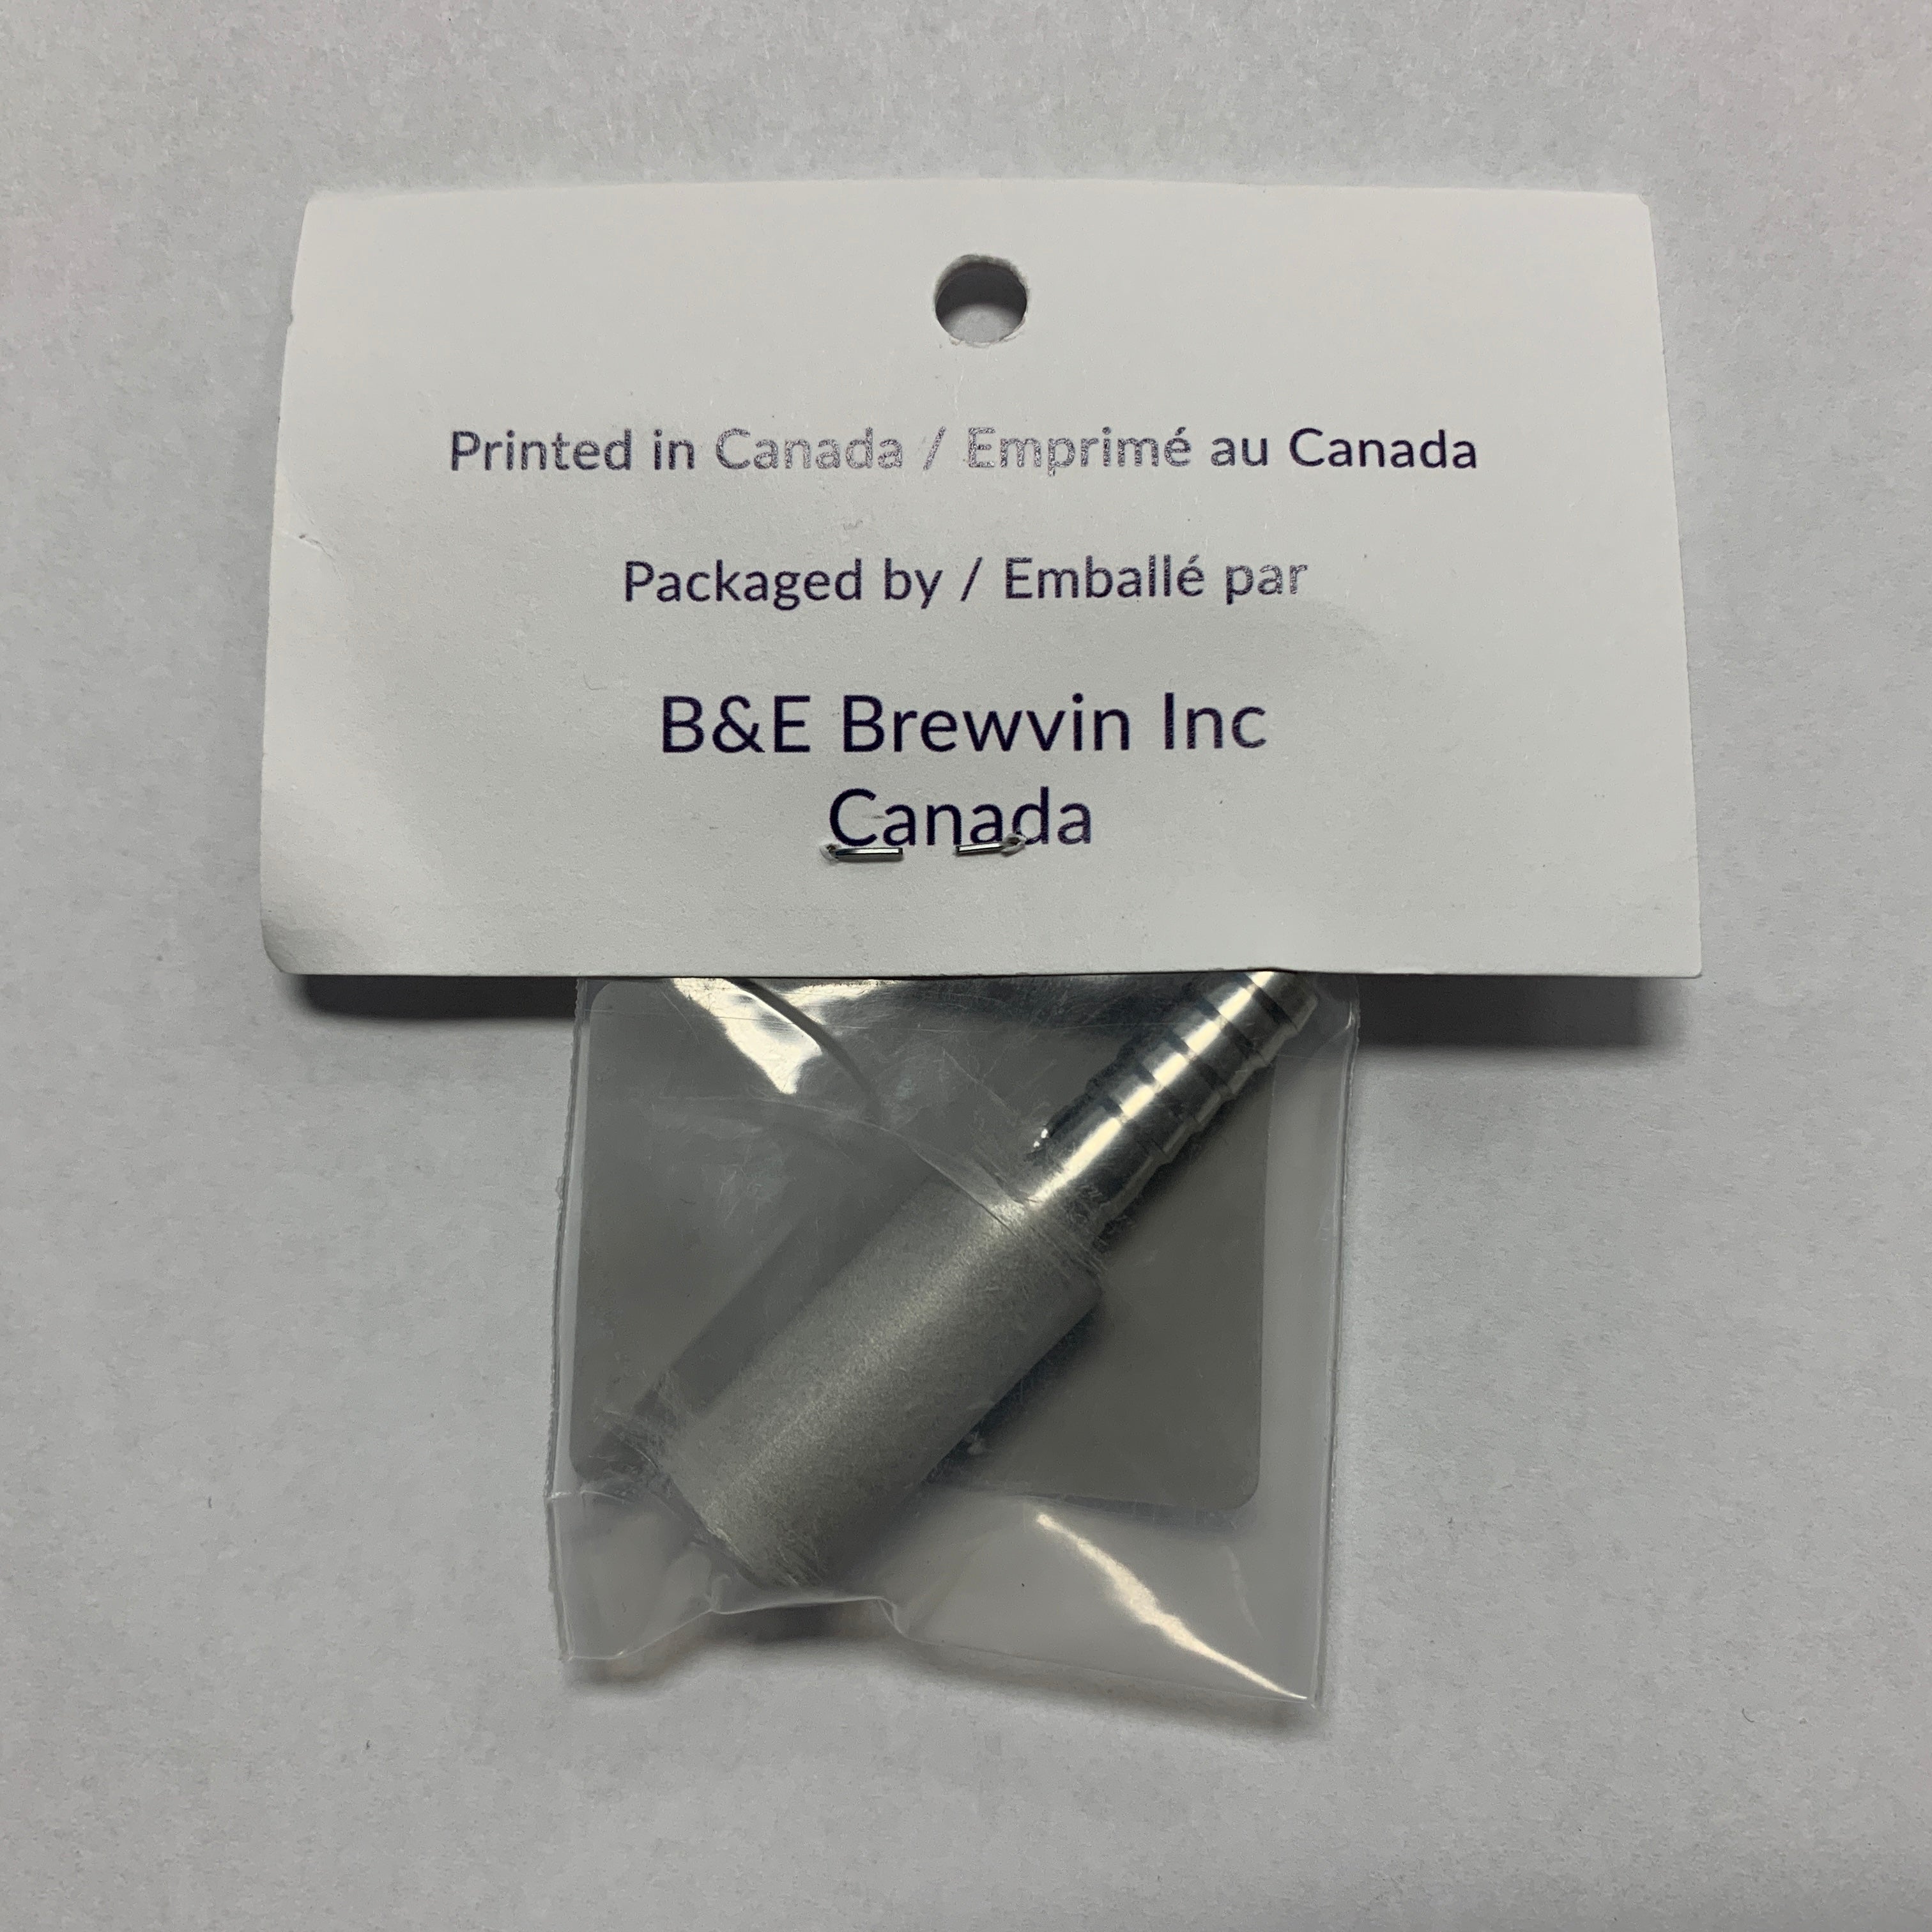 Printed in Canada / Emprimé au Canada
Packaged by / Emballé par
B&E Brewvin Inc
Canada